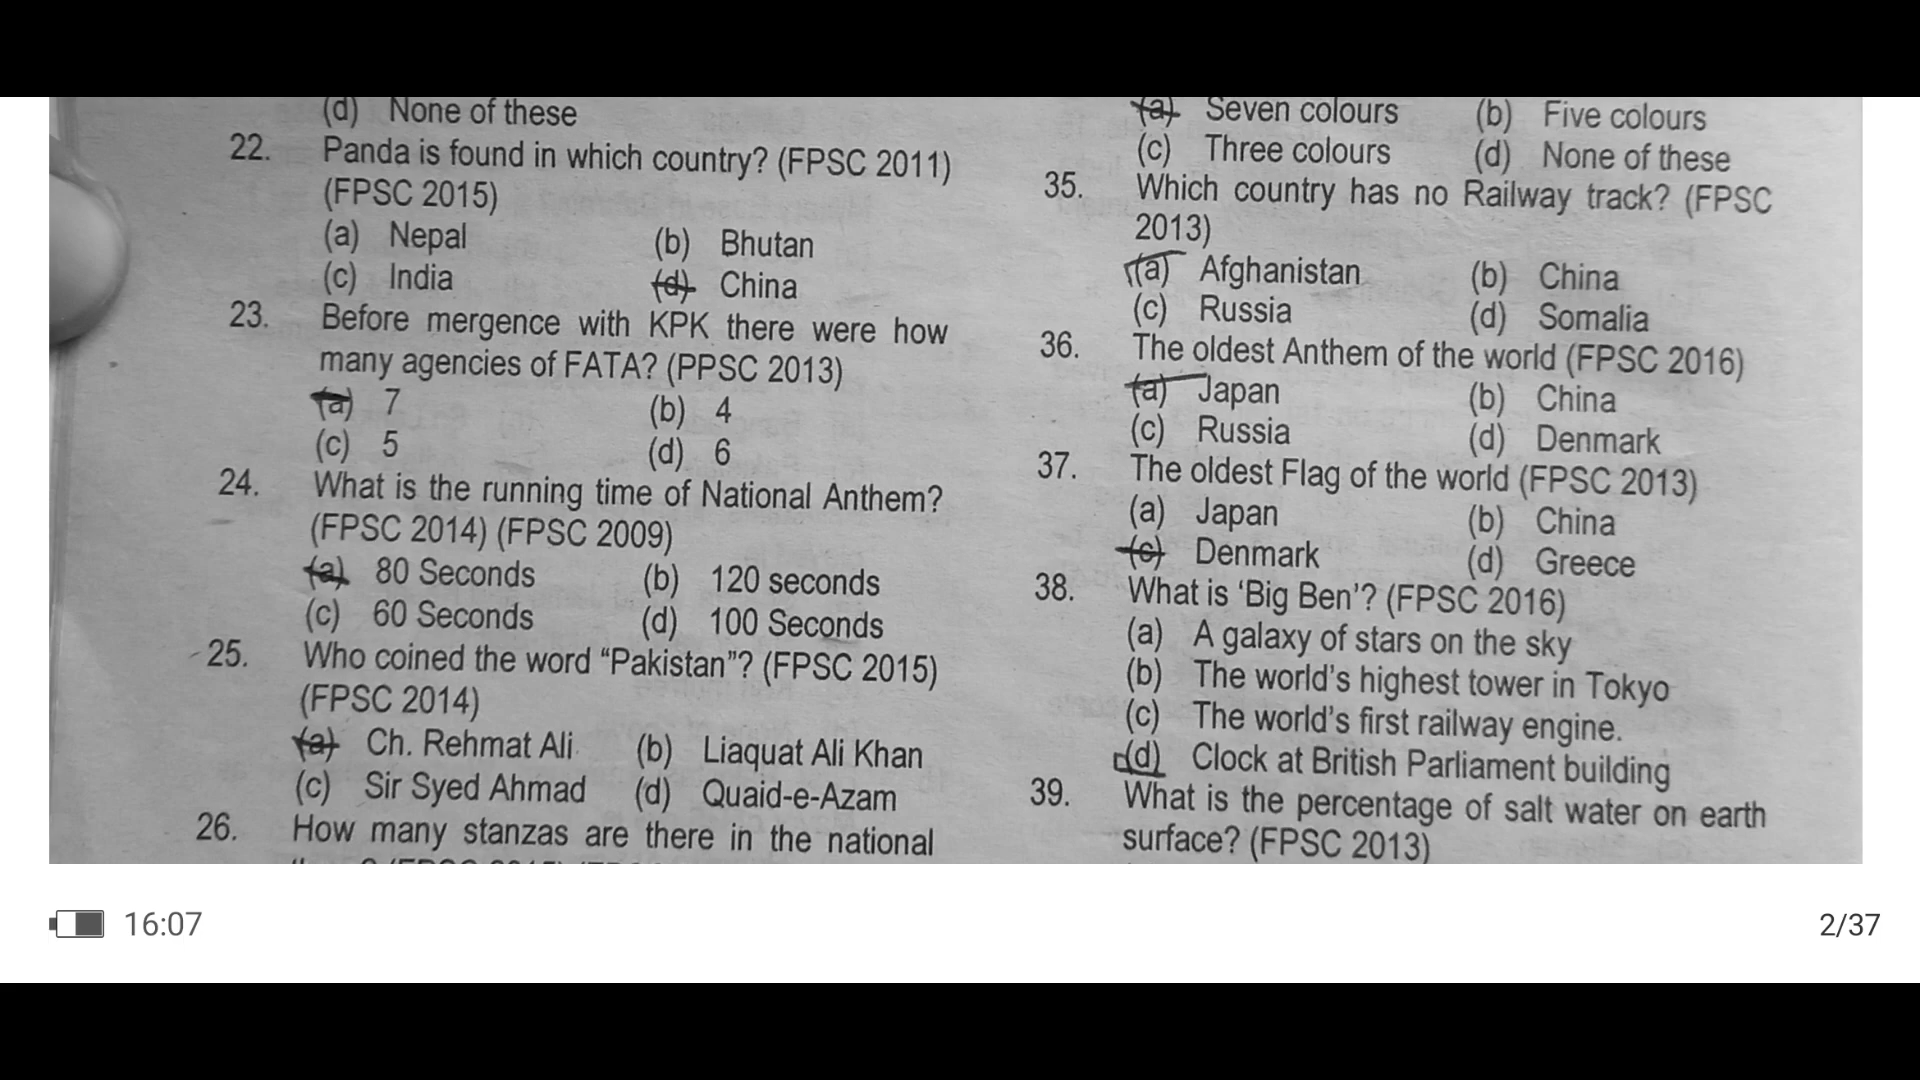 (d) None of these
22. Panda is found in which country? (FPSC 2011)
(FPSC 2015)
(a) Nepal (b) Bhutan
(c) India (d) China
23. Before mergence with KPK there were how
many agencies of FATA? (PPSC 2013)
(a) 7 (b) 4
(c) 5 (d) 6
24. What is the running time of National Anthem?
(FPSC 2014) (FPSC 2009)
(a) 80 Seconds (b) 120 seconds
(c) 60 Seconds (d) 100 Seconds
25. Who coined the word “Pakistan”? (FPSC 2015)
(FPSC 2014)
(a) Ch. Rehmat Ali (b) Liaquat Ali Khan
(c) Sir Syed Ahmad (d) Quaid-e-Azam
26. How many stanzas are there in the national
(a) Seven colours (b) Five colours
(c) Three colours (d) None of these
35. Which country has no Railway track? (FPSC
2013)
(a) Afghanistan (b) China
(c) Russia (d) Somalia
36. The oldest Anthem of the world (FPSC 2016)
(a) Japan (b) China
(c) Russia (d) Denmark
37. The oldest Flag of the world (FPSC 2013)
(a) Japan (b) China
(c) Denmark (d) Greece
38. What is ‘Big Ben’? (FPSC 2016)
(a) A galaxy of stars on the sky
(b) The world's highest tower in Tokyo
(c) The world's first railway engine.
(d) Clock at British Parliament building
39. What is the percentage of salt water on earth
surface? (FPSC 2013)
16:07 2/37